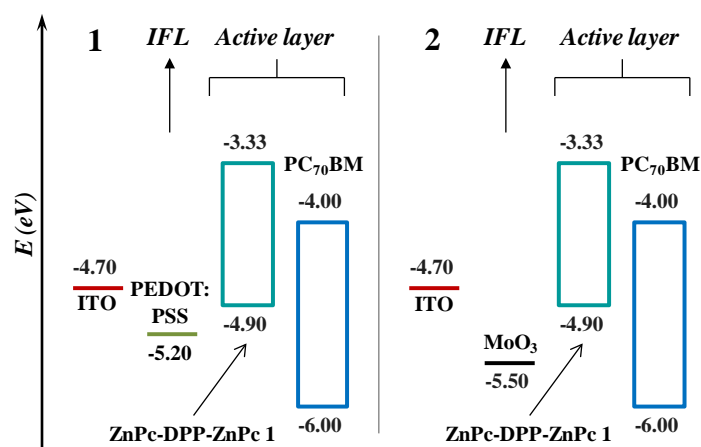 1 IFL Active layer
-3.33
PC₇₀BM
-4.00
-4.70
ITO
PEDOT:
PSS
-5.20
-4.90
-6.00
ZnPc-DPP-ZnPc 1
E (eV)
2 IFL Active layer
-3.33
PC₇₀BM
-4.00
-4.70
ITO
MoO₃
-5.50
-4.90
-6.00
ZnPc-DPP-ZnPc 1